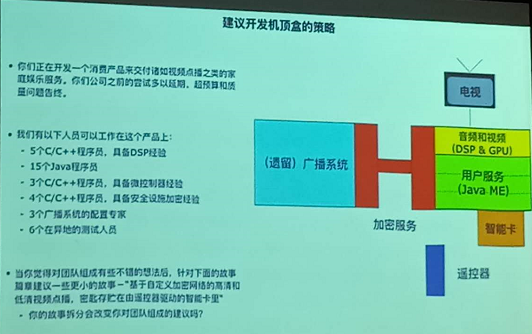 建议开发机顶盒的策略
• 你们正在开发一个消费产品来交付诸如视频点播之类的家
庭娱乐服务。你们公司之前的尝试多以延期、超预算和质
量问题告终。
• 我们有以下人员可以工作在这个产品上：
- 5个C/C++程序员，具备DSP经验
- 15个Java程序员
- 3个C/C++程序员，具备微控制器经验
- 4个C/C++程序员，具备安全设施加密经验
- 3个广播系统的配置专家
- 6个在异地的测试人员
• 当你觉得对团队组成有些不错的想法后，针对下面的故事
篇章建议一些更小的故事-“基于自定义加密网络的高清和
低清视频点播，密匙存贮在由遥控器驱动的智能卡里”
- 你的故事拆分会改变你对团队组成的建议吗？
电视
（遗留）广播系统
音频和视频
(DSP & GPU)
用户服务
(Java ME)
加密服务
智能卡
遥控器